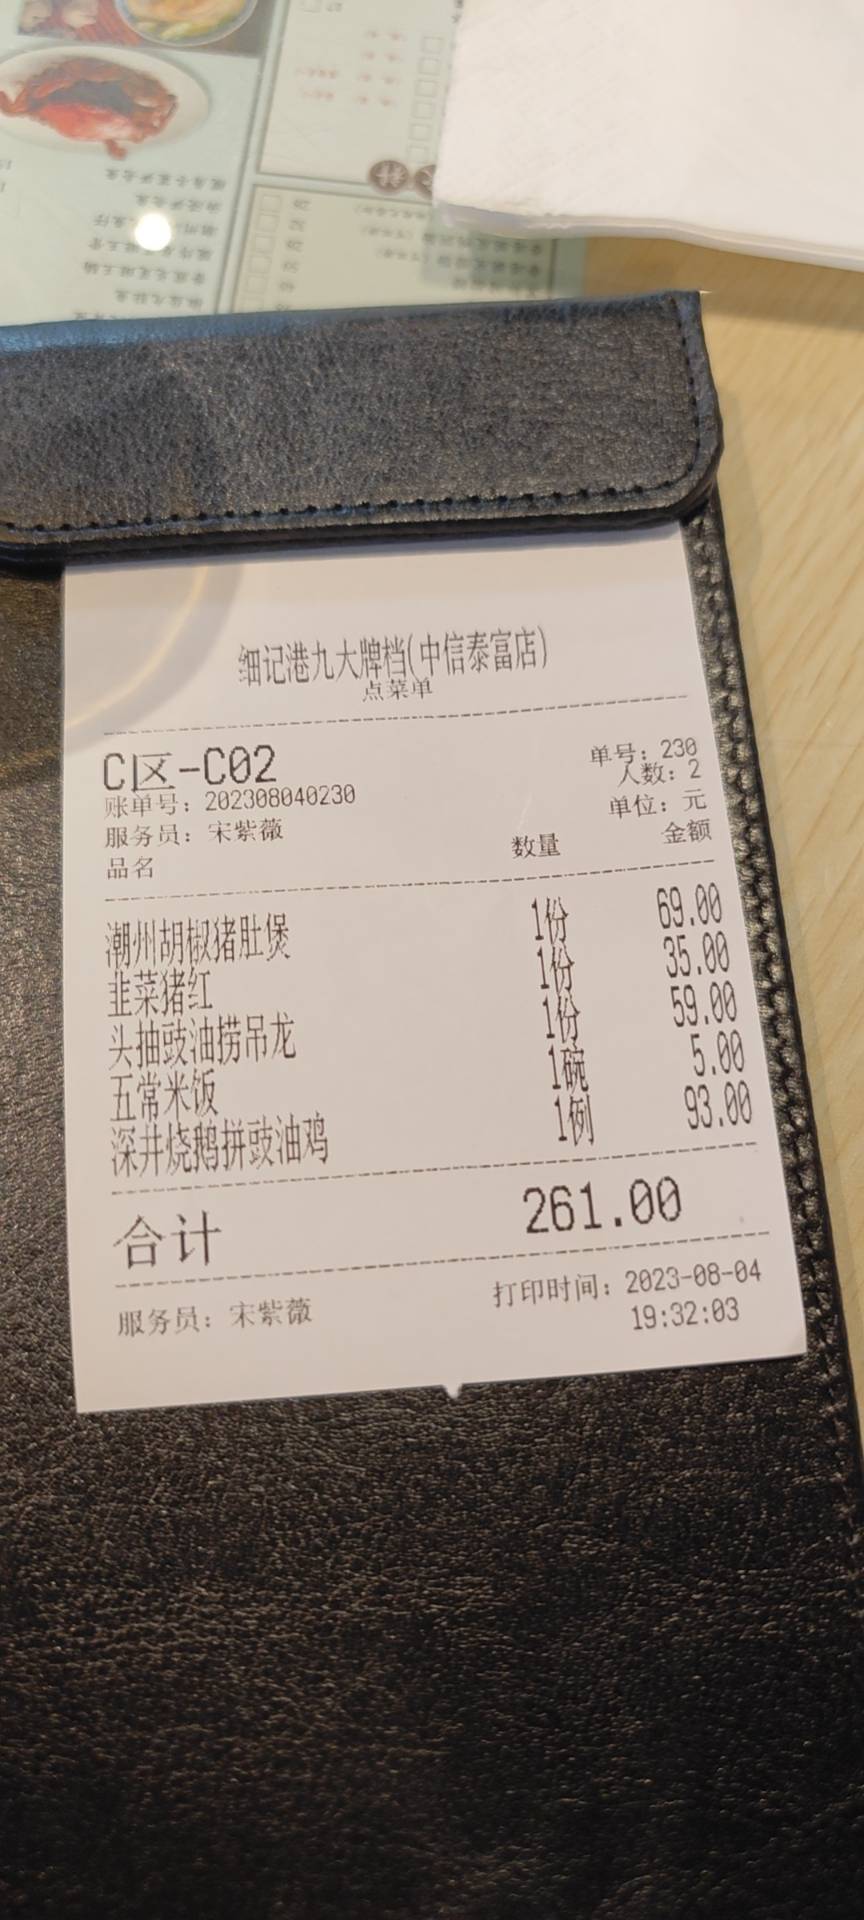 细记港九大牌档(中信泰富店)
点菜单
C区-C02 单号：230
人数：2
账单号：202308040230
单位：元
服务员：宋紫薇
品名 数量 金额
潮州胡椒猪肚煲 1份 69.00
韭菜猪红 1份 35.00
头抽豉油捞吊龙 1份 59.00
五常米饭 1碗 5.00
深井烧鹅拼豉油鸡 1例 93.00
合计 261.00
服务员：宋紫薇 打印时间：2023-08-04
19:32:03